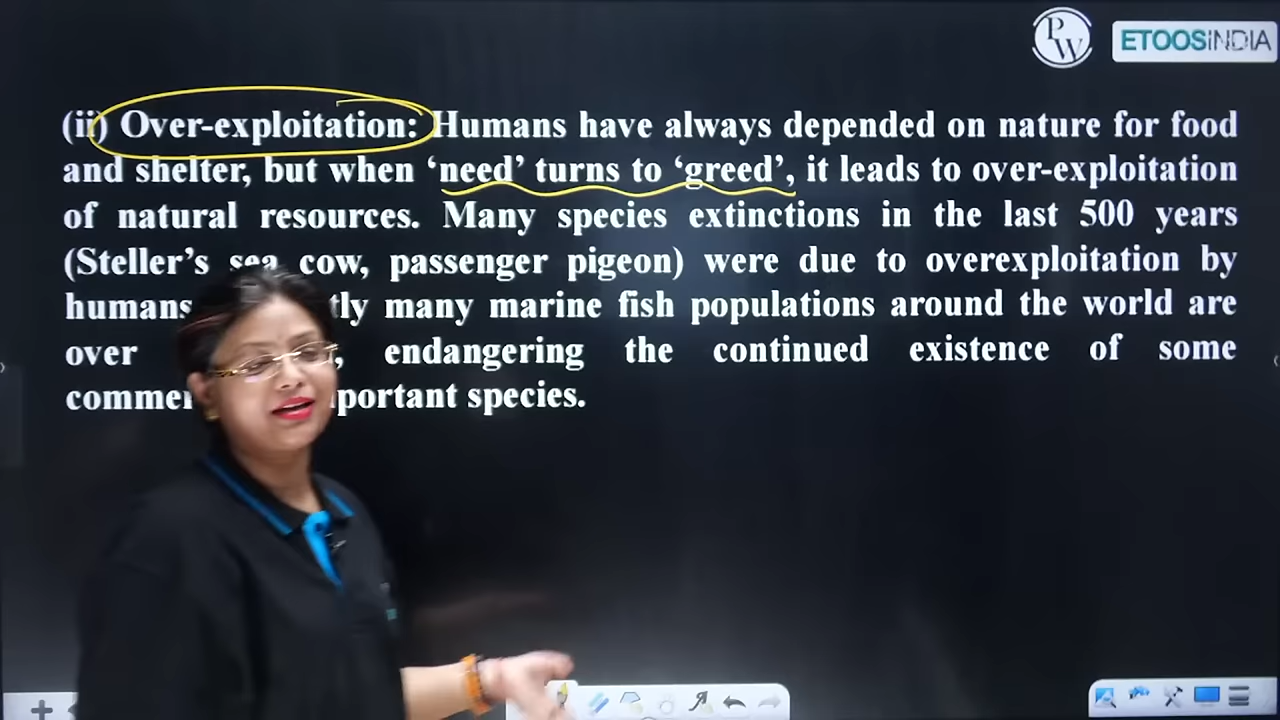 PW
ETOOSINDIA
(ii) Over-exploitation: Humans have always depended on nature for food
and shelter, but when ‘need’ turns to ‘greed’, it leads to over-exploitation
of natural resources. Many species extinctions in the last 500 years
(Steller’s sea cow, passenger pigeon) were due to overexploitation by
humans many marine fish populations around the world are
over endangering the continued existence of some
species.